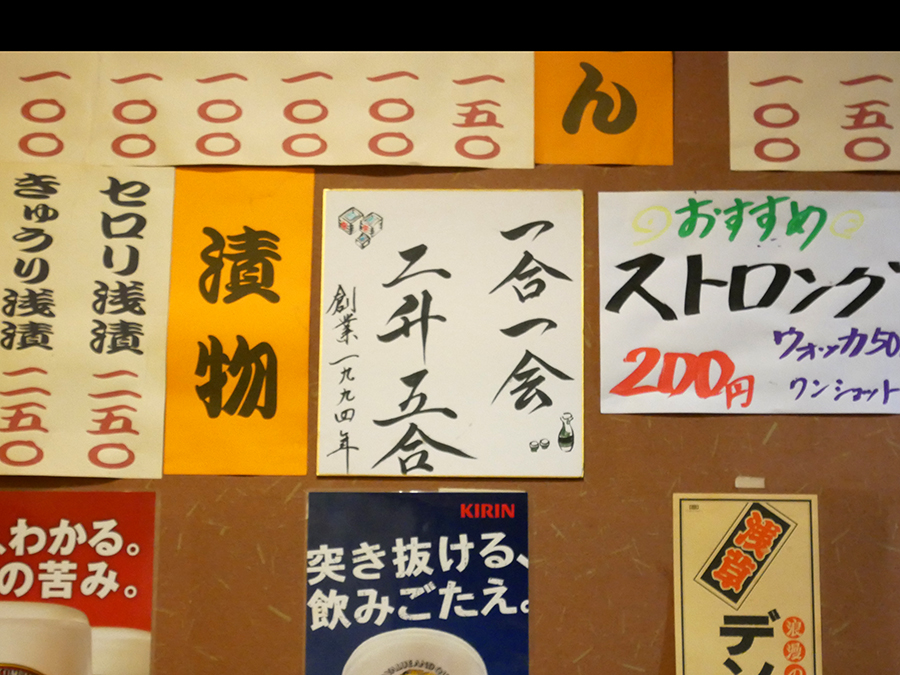 一五〇
一〇〇
ん
一五〇
一〇〇
一〇〇
一〇〇
一〇〇
一〇〇
おすすめ
ストロング
200円
ウォッカ50
ワンショット
一合一会
二升五合
創業一九九四年
漬物
セロリ浅漬 二五〇
きゅうり浅漬 二五〇
わかる。
の苦み。
KIRIN
突き抜ける、
飲みごたえ。
浅草
デン